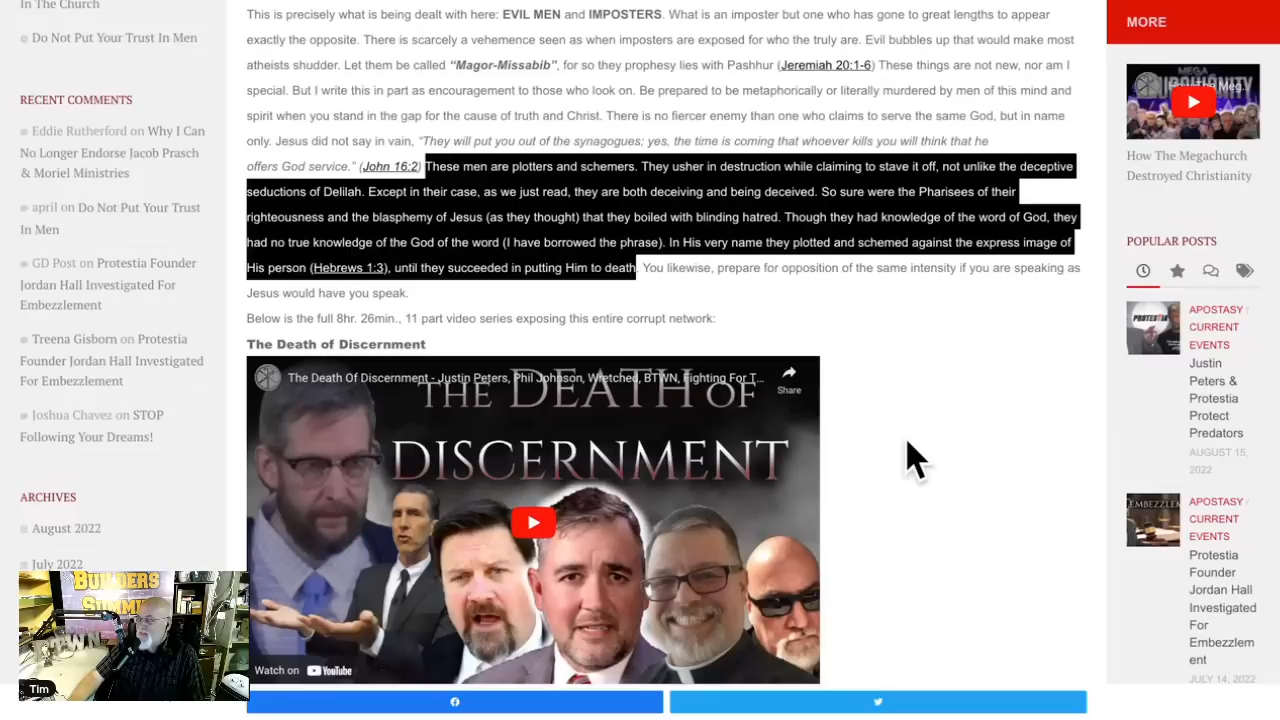 In The Church
Do Not Put Your Trust In Men
RECENT COMMENTS
Eddie Rutherford on Why I Can
No Longer Endorse Jacob Prasch
& Moriel Ministries
april on Do Not Put Your Trust
In Men
GD Post on Protestia Founder
Jordan Hall Investigated For
Embezzlement
Treena Gisborn on Protestia
Founder Jordan Hall Investigated
For Embezzlement
Joshua Chavez on STOP
Following Your Dreams!
ARCHIVES
August 2022
July 2022
BUILDERS
SUMMI
Tim
This is precisely what is being dealt with here: EVIL MEN and IMPOSTERS. What is an imposter but one who has gone to great lengths to appear
exactly the opposite. There is scarcely a vehemence seen as when imposters are exposed for who the truly are. Evil bubbles up that would make most
atheists shudder. Let them be called “Magor-Missabib”, for so they prophesy lies with Pashhur (Jeremiah 20:1-6) These things are not new, nor am I
special. But I write this in part as encouragement to those who look on. Be prepared to be metaphorically or literally murdered by men of this mind and
spirit when you stand in the gap for the cause of truth and Christ. There is no fiercer enemy than one who claims to serve the same God, but in name
only. Jesus did not say in vain, “They will put you out of the synagogues; yes, the time is coming that whoever kills you will think that he
offers God service.” (John 16:2) These men are plotters and schemers. They usher in destruction while claiming to stave it off, not unlike the deceptive
seductions of Delilah. Except in their case, as we just read, they are both deceiving and being deceived. So sure were the Pharisees of their
righteousness and the blasphemy of Jesus (as they thought) that they boiled with blinding hatred. Though they had knowledge of the word of God, they
had no true knowledge of the God of the word (I have borrowed the phrase). In His very name they plotted and schemed against the express image of
His person (Hebrews 1:3), until they succeeded in putting Him to death. You likewise, prepare for opposition of the same intensity if you are speaking as
Jesus would have you speak.
Below is the full 8hr. 26min., 11 part video series exposing this entire corrupt network:
The Death of Discernment
The Death Of Discernment - Justin Peters, Phil Johnson, Wretched, BTWN, Fighting For T...
Share
THE DEATH OF
DISCERNMENT
Watch on YouTube
MORE
How The Megachurch
Destroyed Christianity
POPULAR POSTS
PROTESTIA
APOSTASY /
CURRENT
EVENTS
Justin
Peters &
Protestia
Protect
Predators
AUGUST 15,
2022
APOSTASY /
CURRENT
EVENTS
Protestia
Founder
Jordan Hall
Investigated
For
Embezzlem
ent
JULY 14, 2022